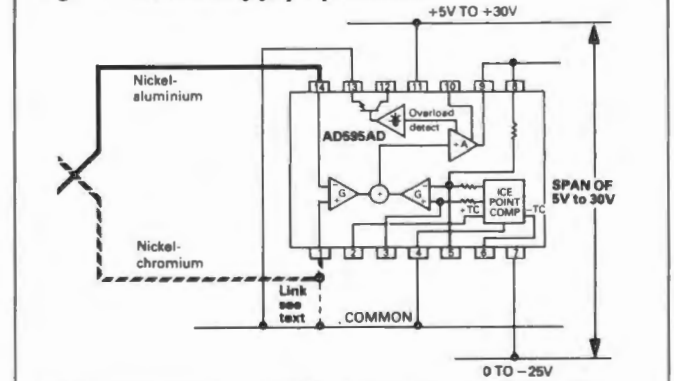 +5V TO +30V
Nickel-
aluminium
14 13 12 11 10 9 8
Overload
detect
AD595AD
+A
G
G
ICE
POINT
COMP
+TC
-TC
SPAN OF
5V to 30V
Nickel-
chromium
1 2 3 4 5 6 7
Link
see
text
COMMON
0 TO -25V